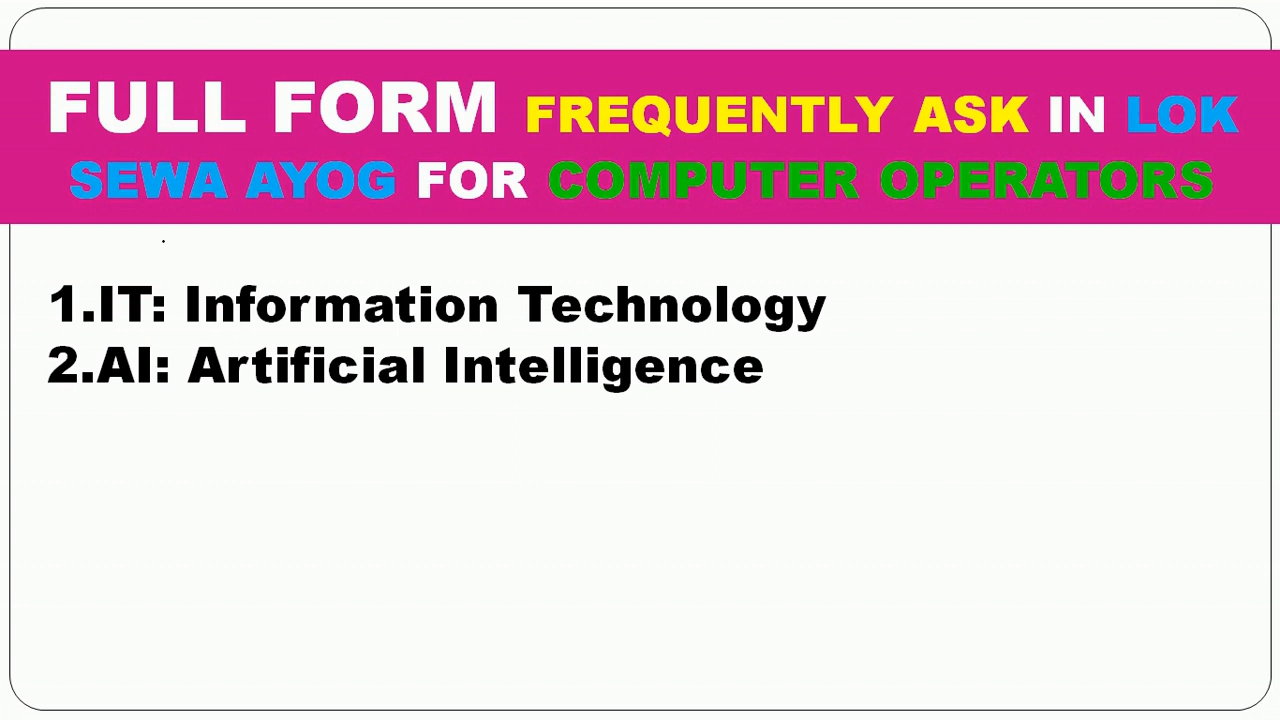 FULL FORM FREQUENTLY ASK IN LOK
SEWA AYOG FOR COMPUTER OPERATORS
1.IT: Information Technology
2.AI: Artificial Intelligence